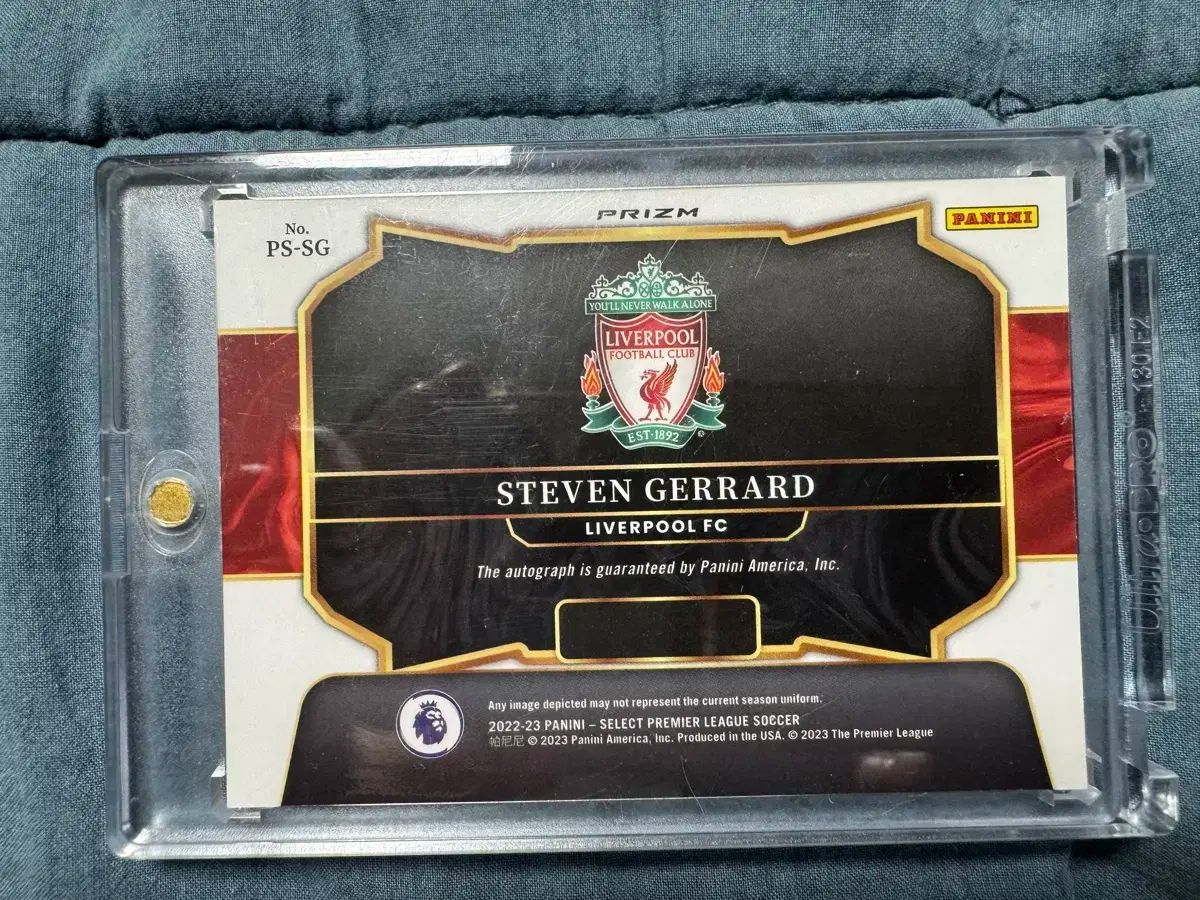 No.
PS-SG
PRIZM
PANINI
YOU'LL NEVER WALK ALONE
LIVERPOOL
FOOTBALL CLUB
EST·1892
®
STEVEN GERRARD
LIVERPOOL FC
The autograph is guaranteed by Panini America, Inc.
Any image depicted may not represent the current season uniform.
2022-23 PANINI – SELECT PREMIER LEAGUE SOCCER
帕尼尼 © 2023 Panini America, Inc. Produced in the USA. © 2023 The Premier League